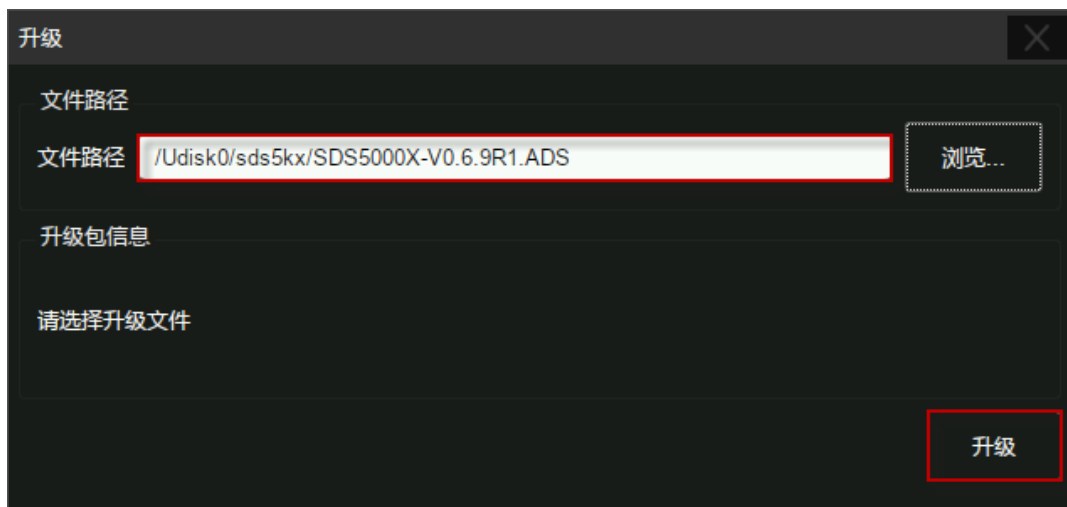 升级
文件路径
文件路径 /Udisk0/sds5kx/SDS5000X-V0.6.9R1.ADS 浏览...
升级包信息
请选择升级文件
升级